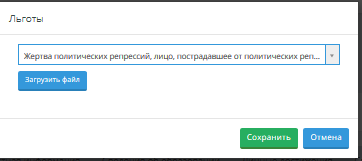 Льготы
Жертва политических репрессий, лицо, пострадавшее от политических реп...
Загрузить файл
Сохранить Отмена